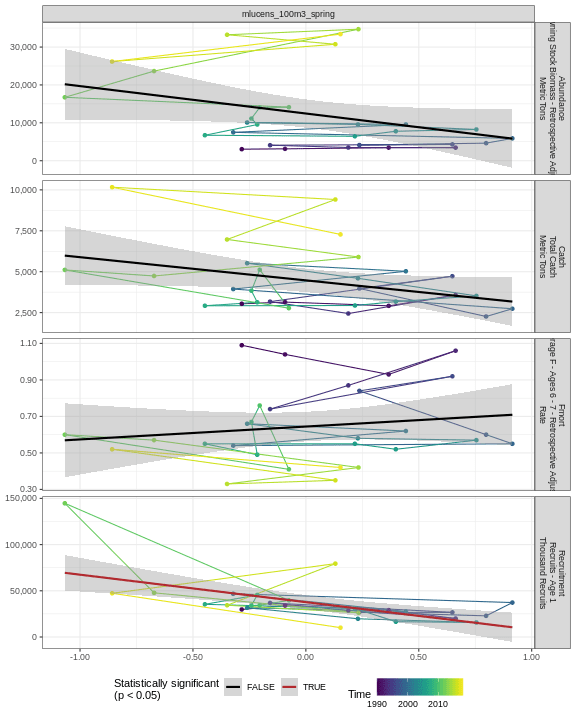 mlucens_100m3_spring
30,000
20,000
10,000
0
Abundance
ning Stock Biomass - Retrospective Adj
Metric Tons
10,000
7,500
5,000
2,500
Catch
Total Catch
Metric Tons
1.10
0.90
0.70
0.50
0.30
Fmort
rage F - Ages 6 - 7 - Retrospective Adju
Rate
150,000
100,000
50,000
0
Recruitment
Recruits - Age 1
Thousand Recruits
-1.00
-0.50
0.00
0.50
1.00
Statistically significant
(p < 0.05)
FALSE
TRUE
Time
1990
2000
2010